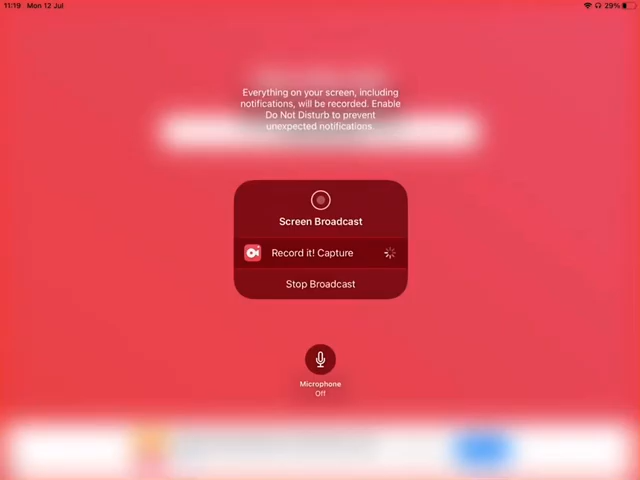 11:19 Mon 12 Jul 29%
Everything on your screen, including
notifications, will be recorded. Enable
Do Not Disturb to prevent
unexpected notifications.
Screen Broadcast
Record it! Capture
Stop Broadcast
Microphone
Off